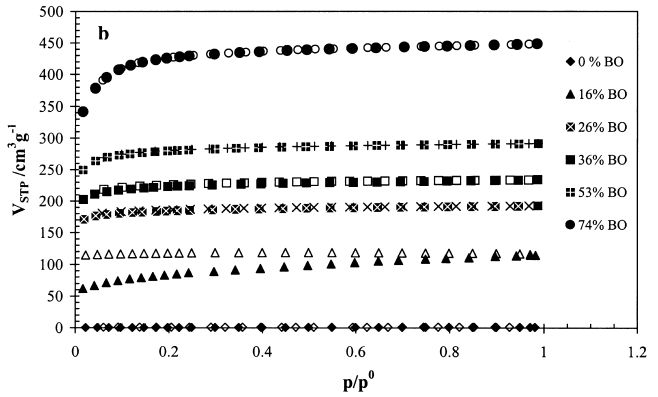 b
500
450
400
350
300
250
200
150
100
50
0
V_STP /cm³g⁻¹
0
0.2
0.4
0.6
0.8
1
1.2
p/p⁰
0 % BO
16% BO
26% BO
36% BO
53% BO
74% BO